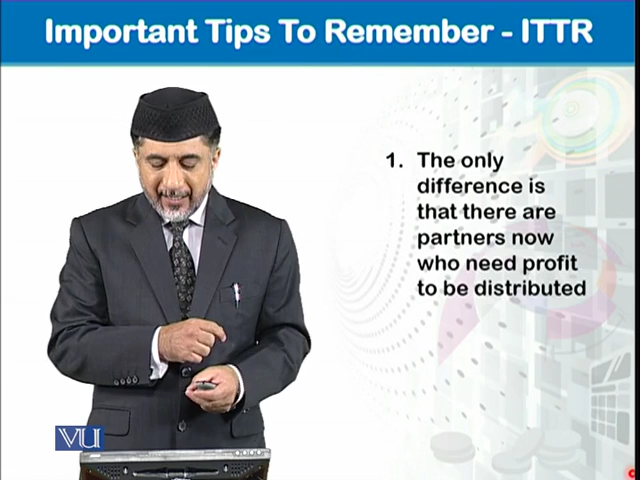 Important Tips To Remember - ITTR
1. The only
difference is
that there are
partners now
who need profit
to be distributed
VU